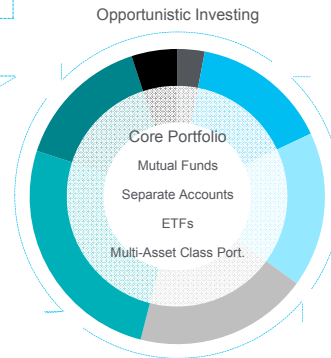 Opportunistic Investing
Core Portfolio
Mutual Funds
Separate Accounts
ETFs
Multi-Asset Class Port.